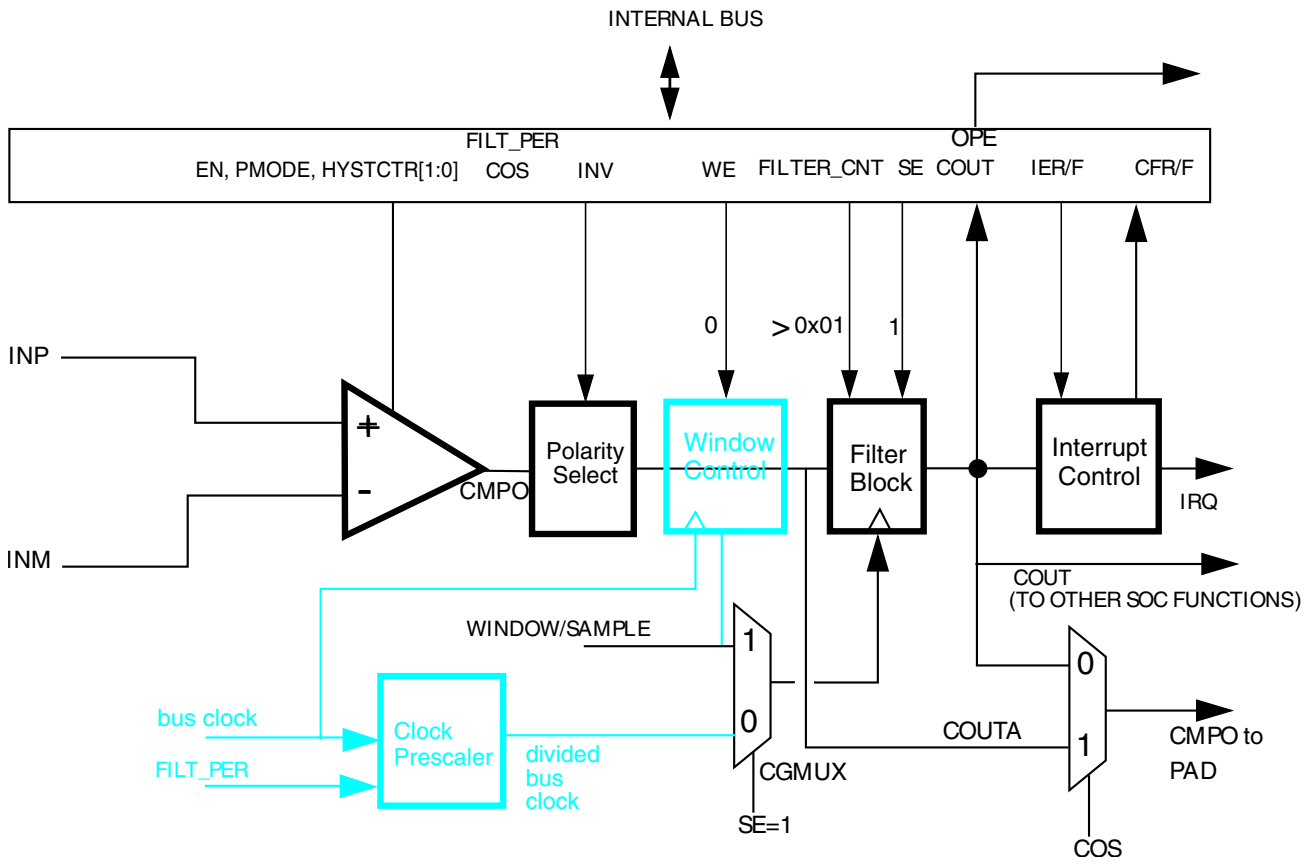 INTERNAL BUS
FILT_PER
OPE
EN, PMODE, HYSTCTR[1:0]
COS
INV
WE
FILTER_CNT
SE
COUT
IER/F
CFR/F
0
> 0x01
1
INP
+
-
INM
CMPO
Polarity
Select
Window
Control
Filter
Block
Interrupt
Control
IRQ
COUT
(TO OTHER SOC FUNCTIONS)
WINDOW/SAMPLE
1
0
CGMUX
SE=1
bus clock
FILT_PER
Clock
Prescaler
divided
bus
clock
COUTA
0
1
CMPO to
PAD
COS